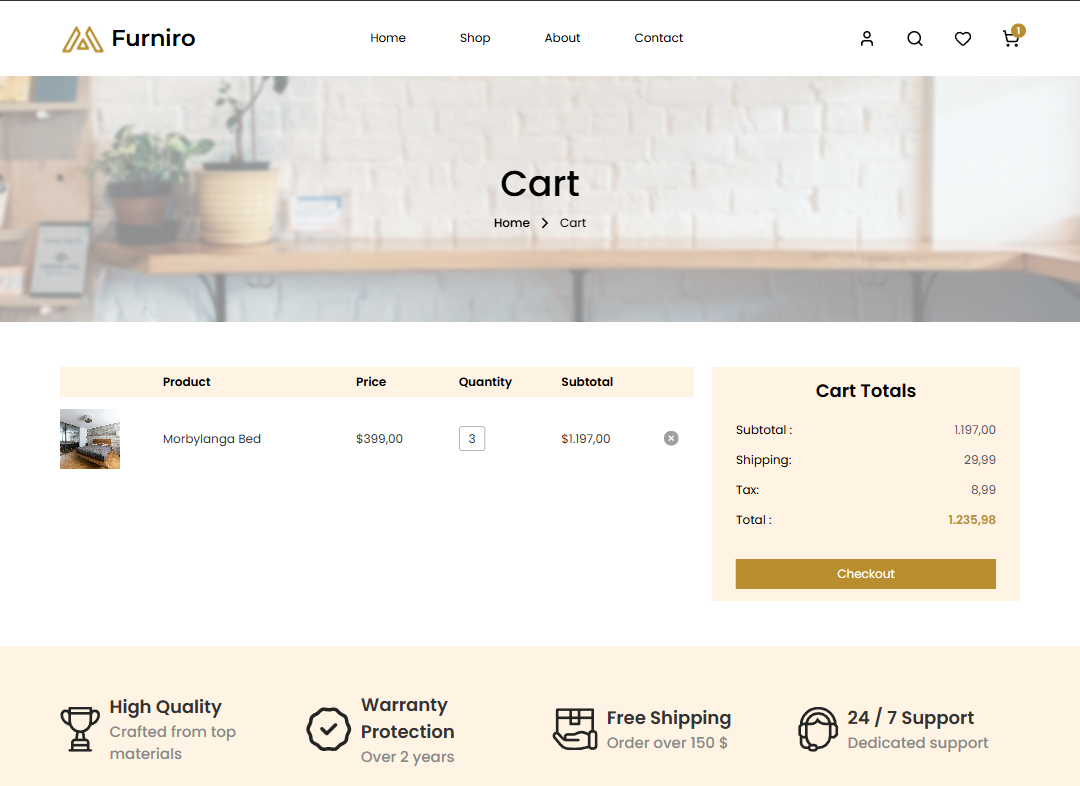 Furniro
Home Shop About Contact
1
Cart
Home > Cart
Product Price Quantity Subtotal
Morbylanga Bed $399,00 3 $1.197,00
Cart Totals
Subtotal : 1.197,00
Shipping: 29,99
Tax: 8,99
Total : 1.235,98
Checkout
High Quality
Crafted from top
materials
Warranty
Protection
Over 2 years
Free Shipping
Order over 150 $
24 / 7 Support
Dedicated support